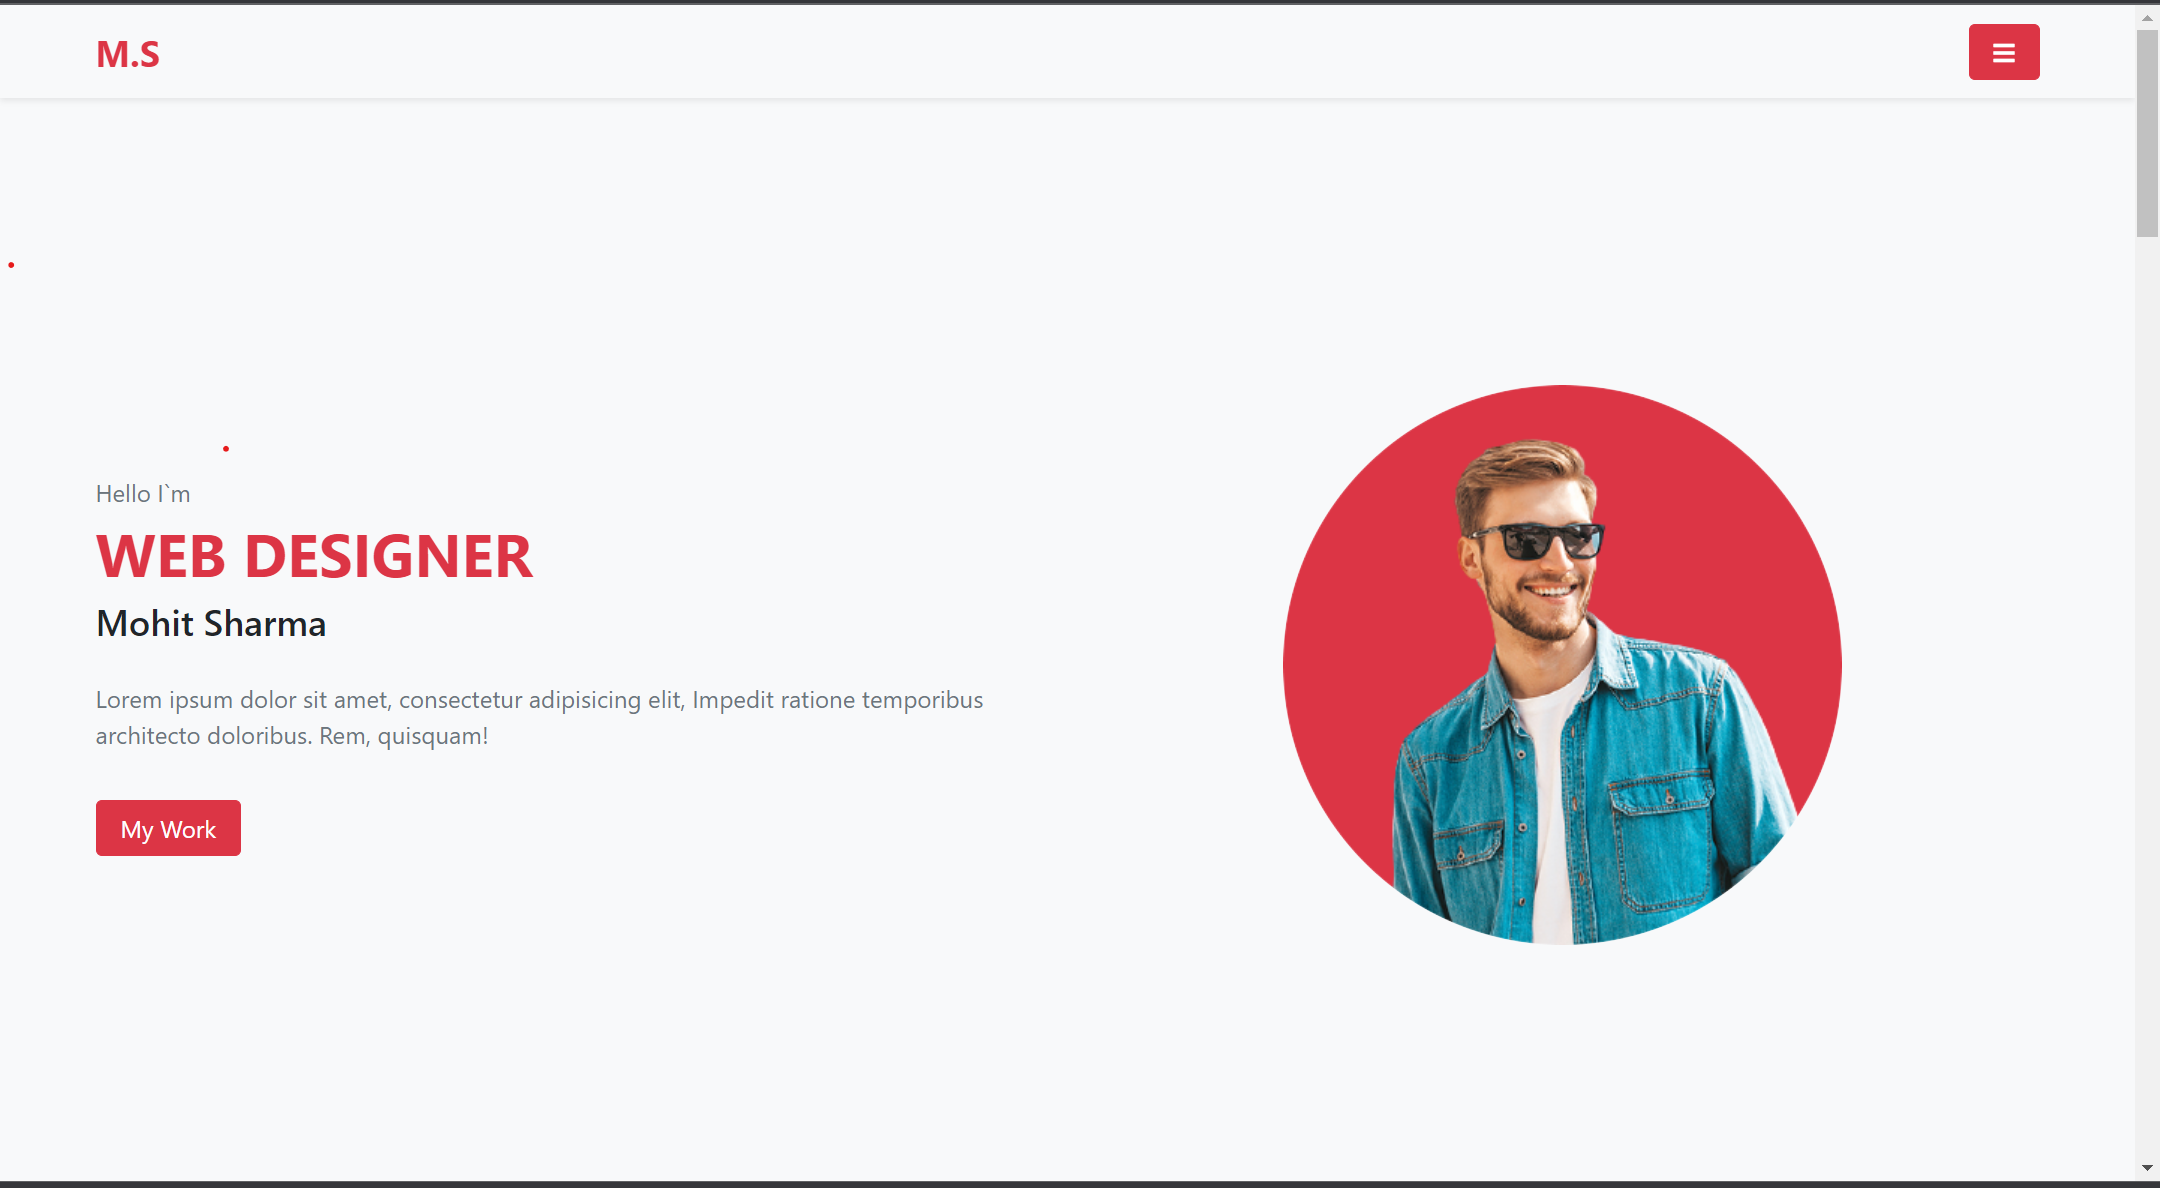 M.S
Hello I`m
WEB DESIGNER
Mohit Sharma
Lorem ipsum dolor sit amet, consectetur adipisicing elit, Impedit ratione temporibus
architecto doloribus. Rem, quisquam!
My Work